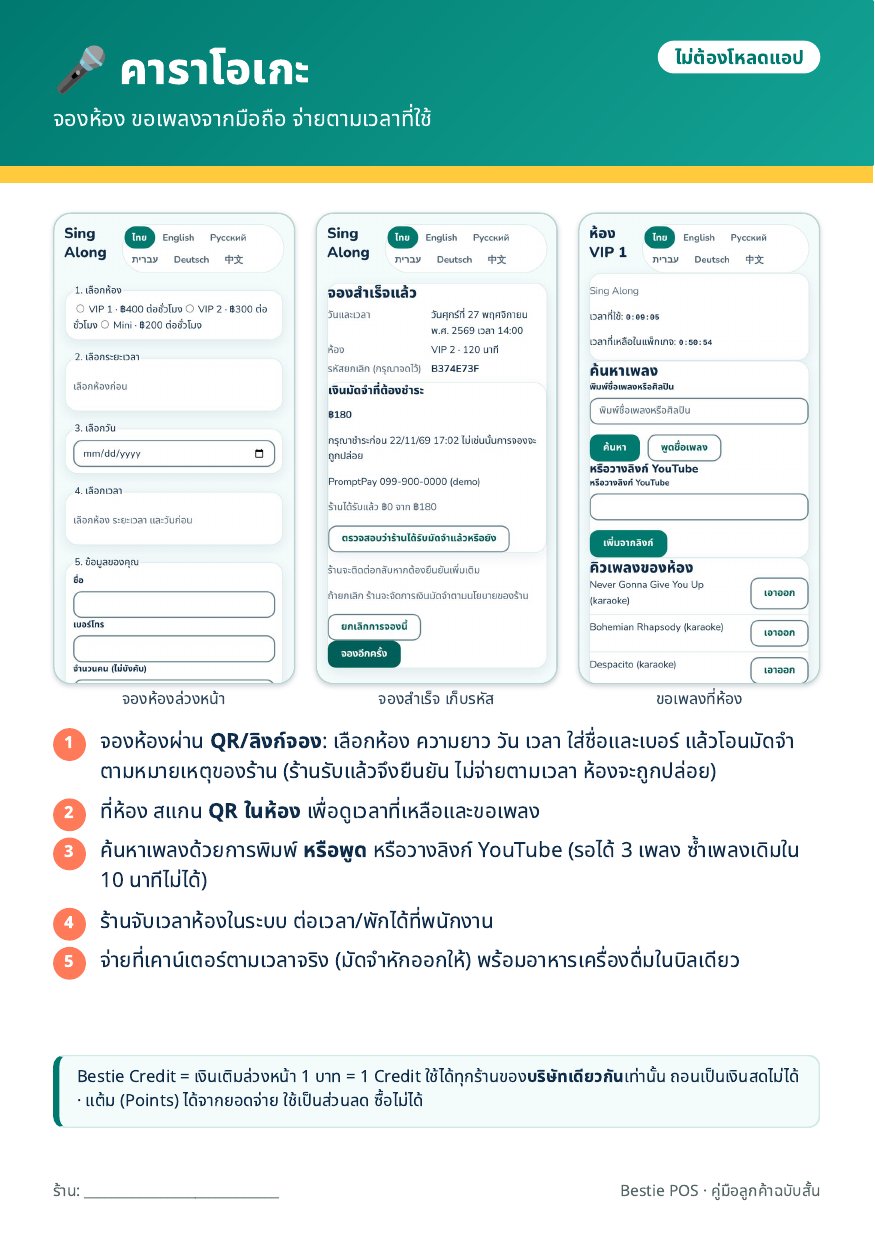 คาราโอเกะ
ไม่ต้องโหลดแอป
จองห้อง ขอเพลงจากมือถือ จ่ายตามเวลาที่ใช้
Sing Along
ไทย English Русский
עברית Deutsch 中文
1. เลือกห้อง
VIP 1 · ฿400 ต่อชั่วโมง VIP 2 · ฿300 ต่อ
ชั่วโมง Mini · ฿200 ต่อชั่วโมง
2. เลือกระยะเวลา
เลือกห้องก่อน
3. เลือกวัน
mm/dd/yyyy
4. เลือกเวลา
เลือกห้อง ระยะเวลา และวันก่อน
5. ข้อมูลของคุณ
ชื่อ
เบอร์โทร
จำนวนคน (ไม่บังคับ)
จองห้องล่วงหน้า
Sing Along
ไทย English Русский
עברית Deutsch 中文
จองสำเร็จแล้ว
วันและเวลา วันศุกร์ที่ 27 พฤศจิกายน
พ.ศ. 2569 เวลา 14:00
ห้อง VIP 2 · 120 นาที
รหัสยกเลิก (กรุณาจดไว้) B374E73F
เงินมัดจำที่ต้องชำระ
฿180
กรุณาชำระก่อน 22/11/69 17:02 ไม่เช่นนั้นการจองจะ
ถูกปล่อย
PromptPay 099-900-0000 (demo)
ร้านได้รับแล้ว ฿0 จาก ฿180
ตรวจสอบว่าร้านได้รับมัดจำแล้วหรือยัง
ร้านจะติดต่อกลับหากต้องยืนยันเพิ่มเติม
ถ้ายกเลิก ร้านจะจัดการเงินมัดจำตามนโยบายของร้าน
ยกเลิกการจองนี้
จองอีกครั้ง
จองสำเร็จ เก็บรหัส
ห้อง VIP 1
ไทย English Русский
עברית Deutsch 中文
Sing Along
เวลาที่ใช้: 0:09:05
เวลาที่เหลือในแพ็กเกจ: 0:50:54
ค้นหาเพลง
พิมพ์ชื่อเพลงหรือศิลปิน
พิมพ์ชื่อเพลงหรือศิลปิน
ค้นหา พูดชื่อเพลง
หรือวางลิงก์ YouTube
หรือวางลิงก์ YouTube
เพิ่มจากลิงก์
คิวเพลงของห้อง
Never Gonna Give You Up
(karaoke)
เอาออก
Bohemian Rhapsody (karaoke) เอาออก
Despacito (karaoke) เอาออก
ขอเพลงที่ห้อง
1 จองห้องผ่าน QR/ลิงก์จอง: เลือกห้อง ความยาว วัน เวลา ใส่ชื่อและเบอร์ แล้วโอนมัดจำ
ตามหมายเหตุของร้าน (ร้านรับแล้วจึงยืนยัน ไม่จ่ายตามเวลา ห้องจะถูกปล่อย)
2 ที่ห้อง สแกน QR ในห้อง เพื่อดูเวลาที่เหลือและขอเพลง
3 ค้นหาเพลงด้วยการพิมพ์ หรือพูด หรือวางลิงก์ YouTube (รอได้ 3 เพลง ซ้ำเพลงเดิมใน
10 นาทีไม่ได้)
4 ร้านจับเวลาห้องในระบบ ต่อเวลา/พักได้ที่พนักงาน
5 จ่ายที่เคาน์เตอร์ตามเวลาจริง (มัดจำหักออกให้) พร้อมอาหารเครื่องดื่มในบิลเดียว
Bestie Credit = เงินเติมล่วงหน้า 1 บาท = 1 Credit ใช้ได้ทุกร้านของบริษัทเดียวกันเท่านั้น ถอนเป็นเงินสดไม่ได้
· แต้ม (Points) ได้จากยอดจ่าย ใช้เป็นส่วนลด ซื้อไม่ได้
ร้าน: ____________________
Bestie POS · คู่มือลูกค้าฉบับสั้น